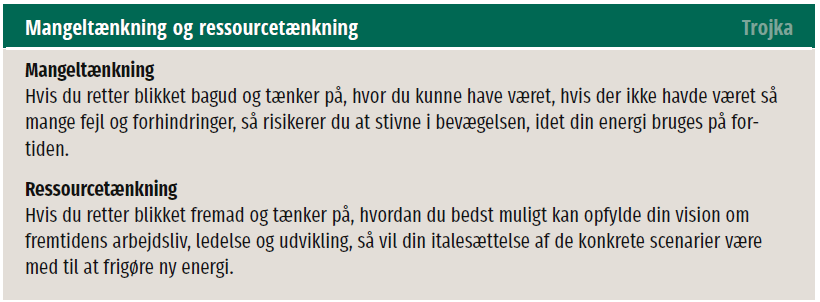 Mangeltænkning og ressourcetænkning Trojka
Mangeltænkning
Hvis du retter blikket bagud og tænker på, hvor du kunne have været, hvis der ikke havde været så
mange fejl og forhindringer, så risikerer du at stivne i bevægelsen, idet din energi bruges på for-
tiden.
Ressourcetænkning
Hvis du retter blikket fremad og tænker på, hvordan du bedst muligt kan opfylde din vision om
fremtidens arbejdsliv, ledelse og udvikling, så vil din italesættelse af de konkrete scenarier være
med til at frigøre ny energi.